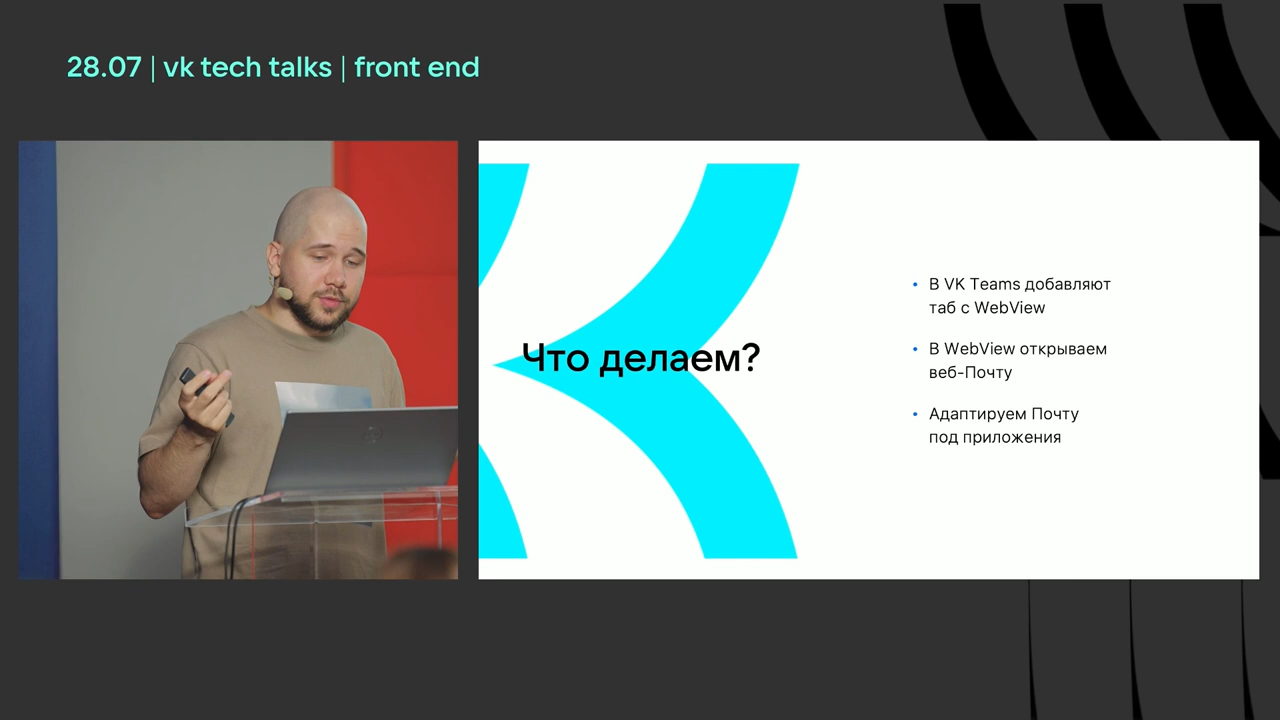 28.07 | vk tech talks | front end
Что делаем?
• В VK Teams добавляют
таб с WebView
• В WebView открываем
веб-Почту
• Адаптируем Почту
под приложения